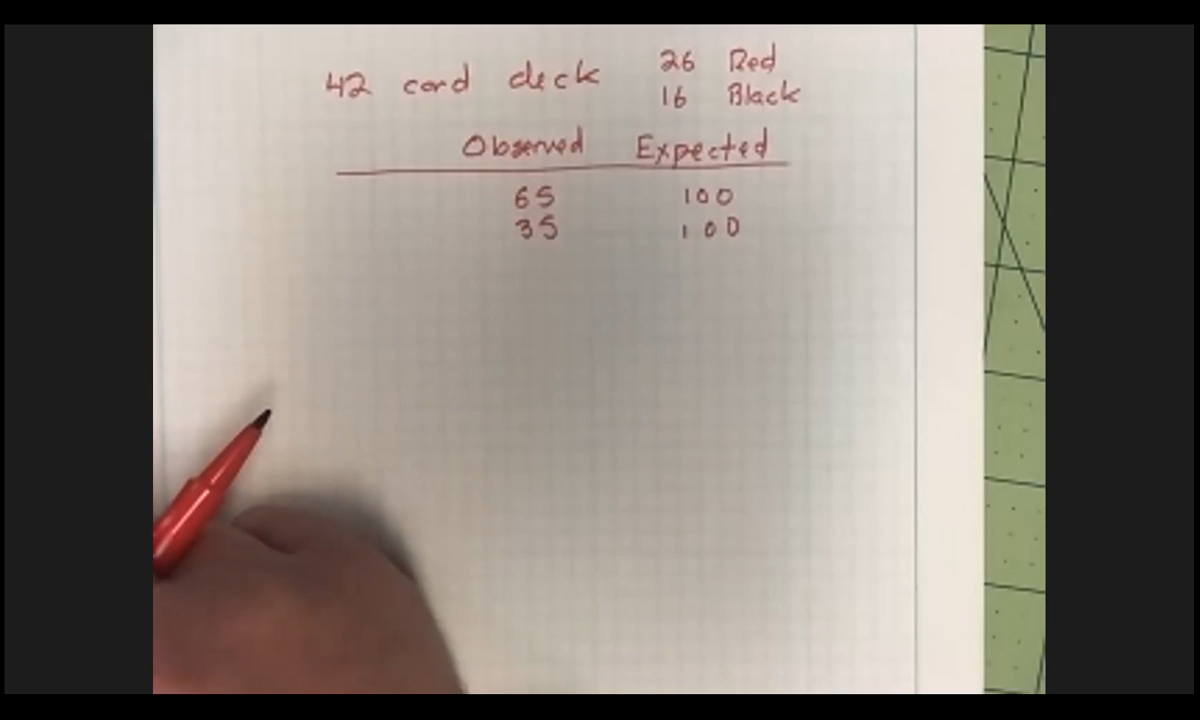 42 card deck 26 Red
16 Black
Observed Expected
65 100
35 100